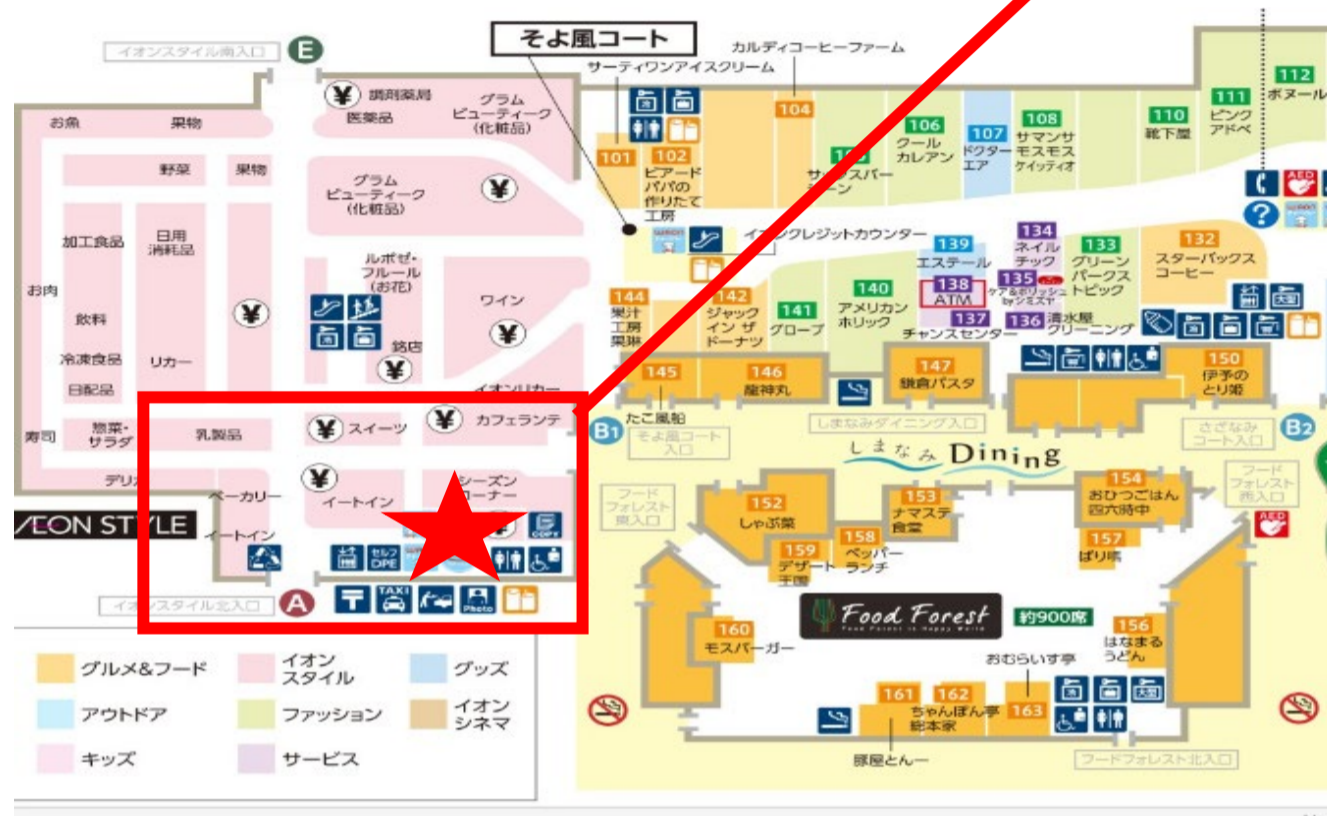 そよ風コート
イオンスタイル南入口
E
カルディコーヒーファーム
サーティワンアイスクリーム
お魚
果物
調剤薬局
医薬品
グラム
ビューティーク
(化粧品)
野菜
果物
グラム
ビューティーク
(化粧品)
加工食品
日用
消耗品
お肉
ルポゼ・
フルール
(お花)
ワイン
飲料
銘店
冷凍食品
リカー
日配品
イオンリカー
寿司
惣菜・
サラダ
乳製品
スイーツ
カフェランテ
ベーカリー
イートイン
イートイン
ÆON STYLE
セルフ
DPE
COPY
TAXI
Photo
イオンスタイル北入口
A
101
102
ビアード
パパの
作りたて
工房
104
106
クール
カレアン
107
ドクター
エア
108
サマンサ
モスモス
ケイッティオ
110
靴下屋
111
ピンク
アドベ
112
ボヌール
AED
イオンクレジットカウンター
144
果汁
工房
果琳
142
ジャック
イン ザ
ドーナツ
141
グローブ
140
アメリカン
ホリック
139
エステール
138
ATM
137
チャンスセンター
134
ネイル
チック
135
ケア&ポリッシュ
byシミズヤ
136
清水屋
クリーニング
133
グリーン
パークス
トピック
132
スターバックス
コーヒー
145
たこ風船
146
龍神丸
147
鎌倉パスタ
150
伊予の
とり姫
B1
そよ風コート
入口
しまなみダイニング入口
さざなみ
コート入口
B2
しまなみ Dining
フード
フォレスト
東入口
152
しゃぶ菜
153
ナマステ
食堂
154
おひつごはん
四六時中
フード
フォレスト
西入口
AED
159
デザート
王国
158
ペッパー
ランチ
157
ばり嗎
Food Forest
約900席
160
モスバーガー
156
はなまる
うどん
おむらいす亭
161
162
ちゃんぽん亭
総本家
163
豚屋とん一
フードフォレスト北入口
グルメ&フード
イオン
スタイル
グッズ
アウトドア
ファッション
イオン
シネマ
キッズ
サービス